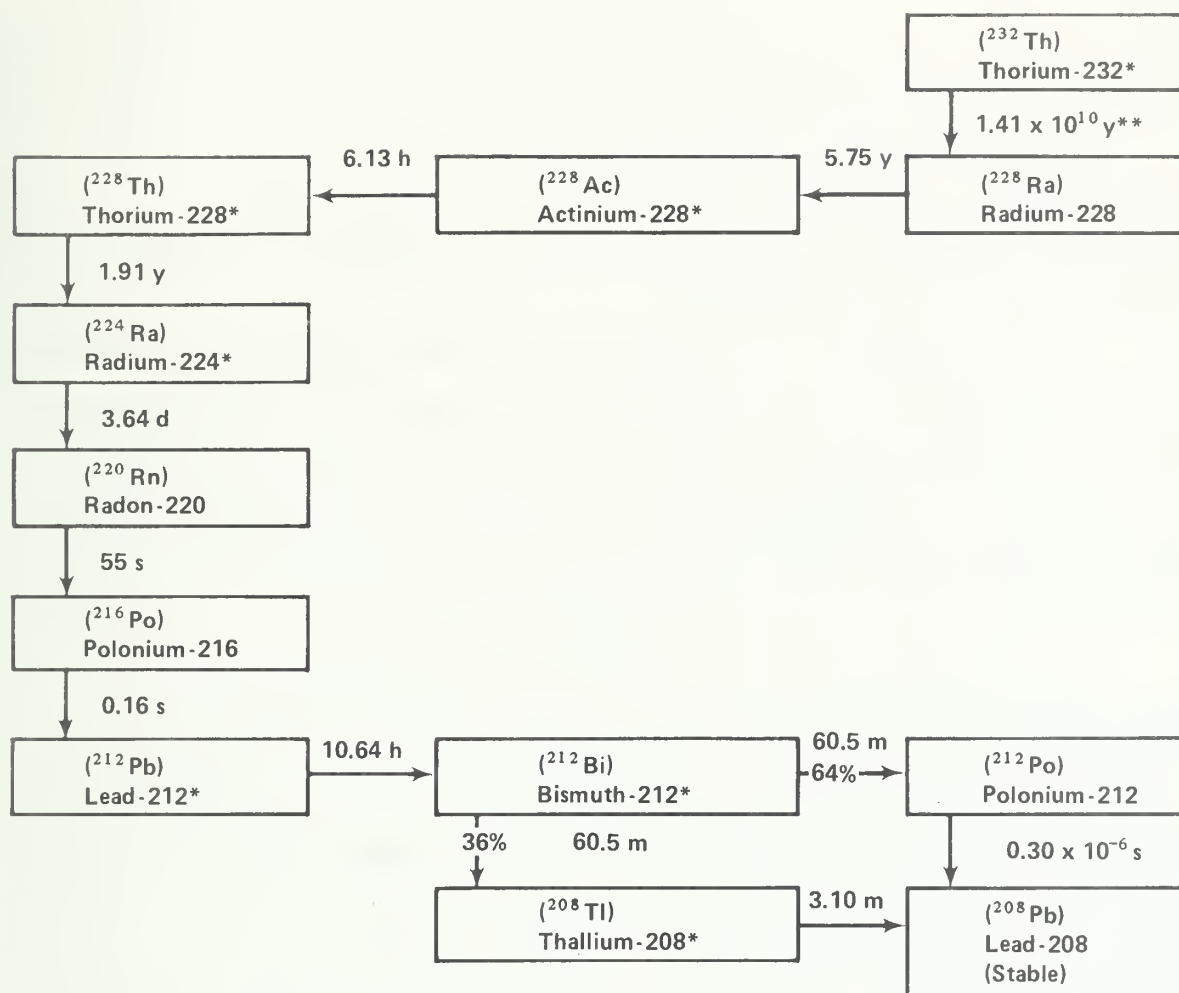 (²³²Th)
Thorium-232*
1.41 x 10¹⁰ y**
(²²⁸Ra)
Radium-228
5.75 y
(²²⁸Ac)
Actinium-228*
6.13 h
(²²⁸Th)
Thorium-228*
1.91 y
(²²⁴Ra)
Radium-224*
3.64 d
(²²⁰Rn)
Radon-220
55 s
(²¹⁶Po)
Polonium-216
0.16 s
(²¹²Pb)
Lead-212*
10.64 h
(²¹²Bi)
Bismuth-212*
60.5 m
64%
(²¹²Po)
Polonium-212
0.30 x 10⁻⁶ s
36%
60.5 m
(²⁰⁸Tl)
Thallium-208*
3.10 m
(²⁰⁸Pb)
Lead-208
(Stable)